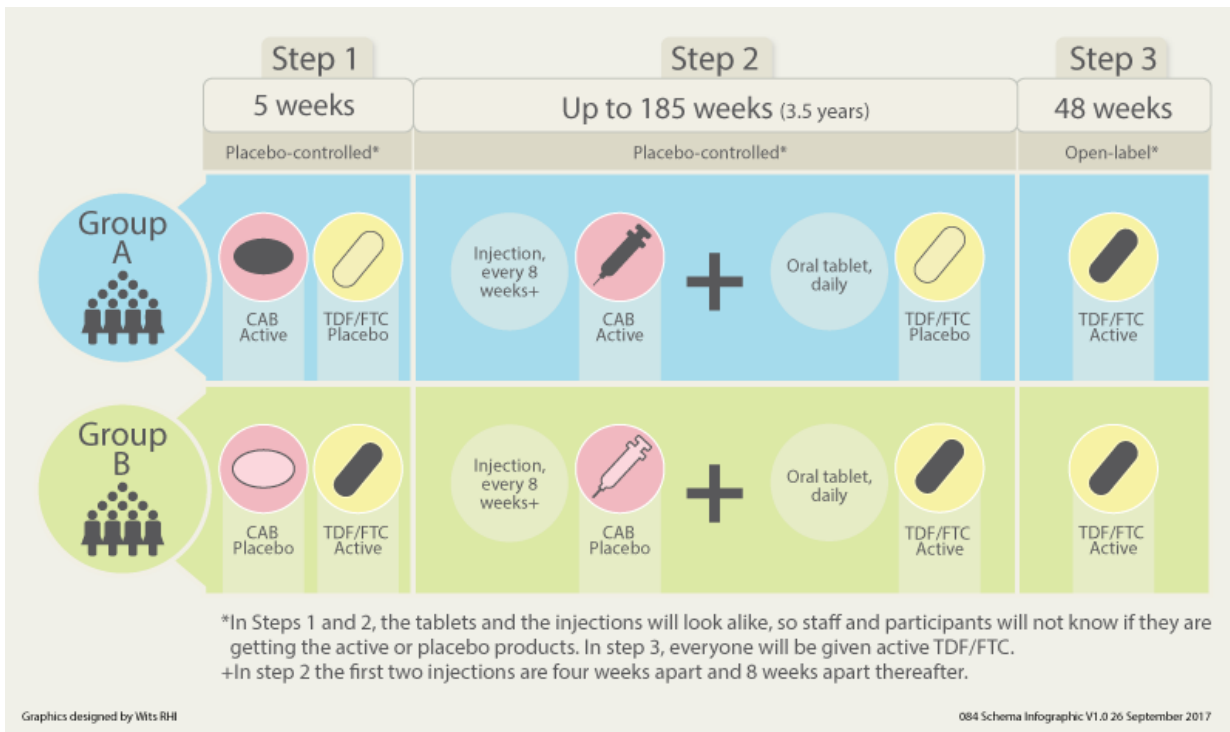 Step 1
Step 2
Step 3
5 weeks
Up to 185 weeks (3.5 years)
48 weeks
Placebo-controlled*
Placebo-controlled*
Open-label*
Group
A
CAB
Active
TDF/FTC
Placebo
Injection,
every 8
weeks+
CAB
Active
+
Oral tablet,
daily
TDF/FTC
Placebo
TDF/FTC
Active
Group
B
CAB
Placebo
TDF/FTC
Active
Injection,
every 8
weeks+
CAB
Placebo
+
Oral tablet,
daily
TDF/FTC
Active
TDF/FTC
Active
*In Steps 1 and 2, the tablets and the injections will look alike, so staff and participants will not know if they are
getting the active or placebo products. In step 3, everyone will be given active TDF/FTC.
+In step 2 the first two injections are four weeks apart and 8 weeks apart thereafter.
Graphics designed by Wits RHI
084 Schema Infographic V1.0 26 September 2017